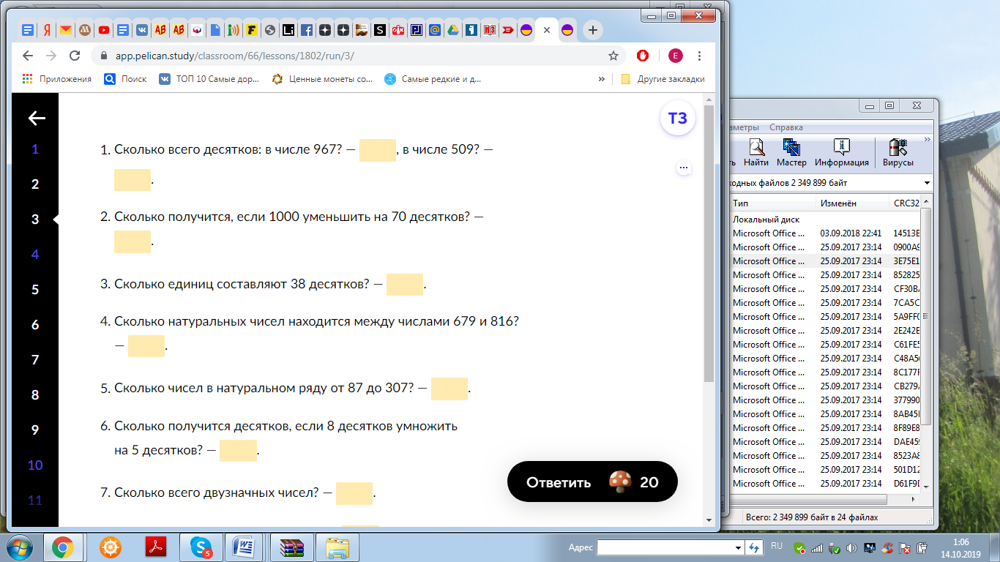 app.pelican.study/classroom/66/lessons/1802/run/3/
Приложения
Поиск
ТОП 10 Самые дор...
Ценные монеты со...
Самые редкие и д...
»
Другие закладки
1
2
3
4
5
6
7
8
9
10
11
ТЗ
...
1. Сколько всего десятков: в числе 967? — , в числе 509? —
.
2. Сколько получится, если 1000 уменьшить на 70 десятков? —
.
3. Сколько единиц составляют 38 десятков? — .
4. Сколько натуральных чисел находится между числами 679 и 816?
— .
5. Сколько чисел в натуральном ряду от 87 до 307? — .
6. Сколько получится десятков, если 8 десятков умножить
на 5 десятков? — .
7. Сколько всего двузначных чисел? — .
Ответить 20
аметры Справка
ть Найти Мастер Информация Вирусы »
ходных файлов 2 349 899 байт
Тип Изменён CRC32
Локальный диск
Microsoft Office ... 03.09.2018 22:41 14513E
Microsoft Office ... 25.09.2017 23:14 0900A9
Microsoft Office ... 25.09.2017 23:14 3E75E1
Microsoft Office ... 25.09.2017 23:14 852825
Microsoft Office ... 25.09.2017 23:14 CF30BA
Microsoft Office ... 25.09.2017 23:14 7CA5C
Microsoft Office ... 25.09.2017 23:14 5A9FF0
Microsoft Office ... 25.09.2017 23:14 2E242E
Microsoft Office ... 25.09.2017 23:14 C61FE5
Microsoft Office ... 25.09.2017 23:14 C48A5
Microsoft Office ... 25.09.2017 23:14 8C177F
Microsoft Office ... 25.09.2017 23:14 CB279A
Microsoft Office ... 25.09.2017 23:14 377990
Microsoft Office ... 25.09.2017 23:14 8AB45
Microsoft Office ... 25.09.2017 23:14 8F89E8
Microsoft Office ... 25.09.2017 23:14 DAE459
Microsoft Office ... 25.09.2017 23:14 8523A8
Microsoft Office ... 25.09.2017 23:14 501D12
Microsoft Office ... 25.09.2017 23:14 D61F9D
Всего: 2 349 899 байт в 24 файлах
Адрес
RU
1:06
14.10.2019